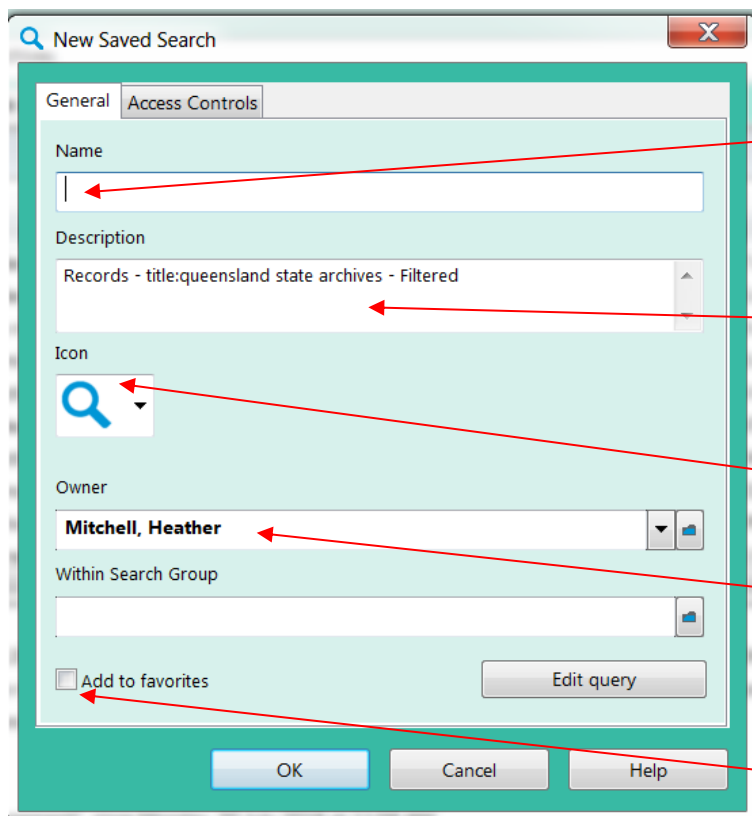 New Saved Search
General Access Controls
Name
Description
Records - title:queensland state archives - Filtered
Icon
Owner
Mitchell, Heather
Within Search Group
Add to favorites Edit query
OK Cancel Help